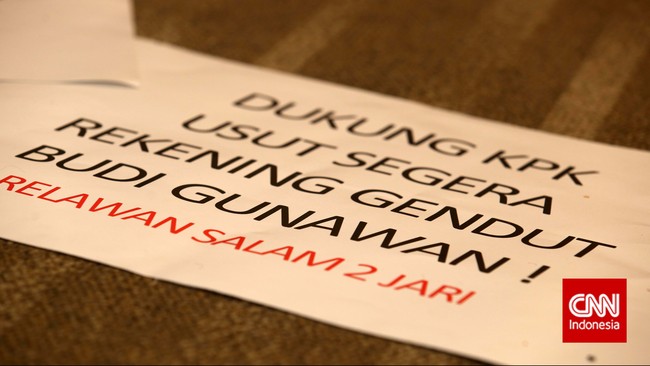 DUKUNG KPK
USUT SEGERA
REKENING GENDUT
BUDI GUNAWAN !
RELAWAN SALAM 2 JARI
CNN
Indonesia